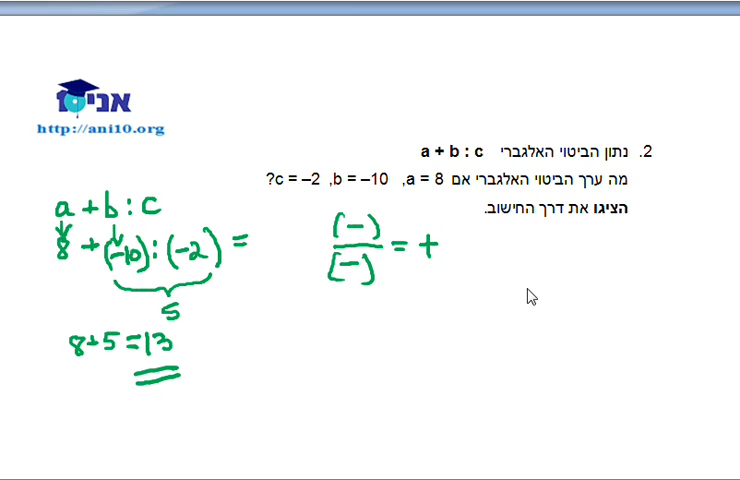 אני10
http://ani10.org
2. נתון הביטוי האלגברי a + b : c
מה ערך הביטוי האלגברי אם a = 8, b = –10, c = –2?
הציגו את דרך החישוב.
a + b : c
8 + (-10) : (-2) =
5
8+5=13
(-)
(-) = +